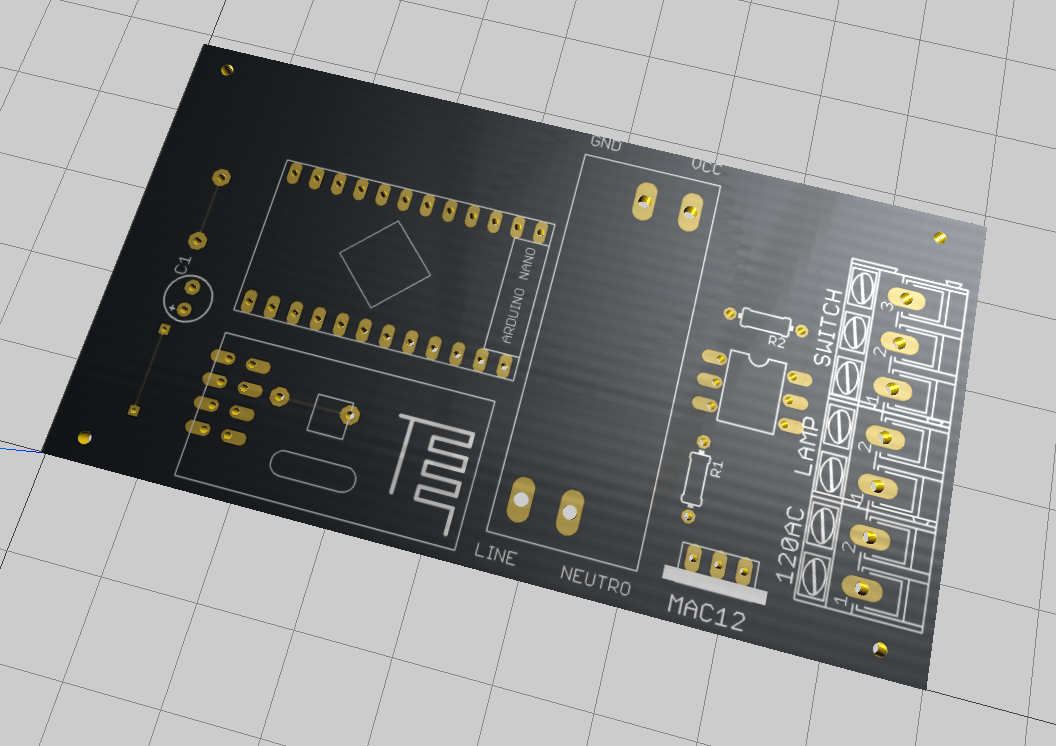 GND
VCC
C1
+
ARDUINO NANO
R2
R1
SWITCH
3
2
1
LAMP
2
1
120AC
2
1
LINE
NEUTRO
MAC12